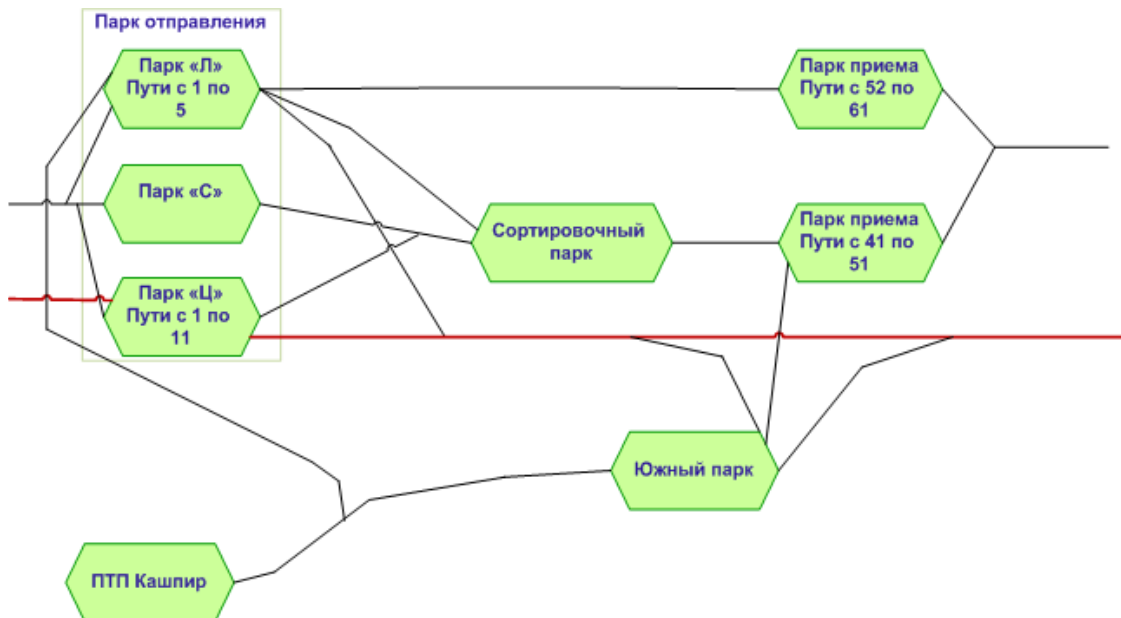 Парк отправления
Парк «Л»
Пути с 1 по
5
Парк приема
Пути с 52 по
61
Парк «С»
Сортировочный
парк
Парк приема
Пути с 41 по
51
Парк «Ц»
Пути с 1 по
11
Южный парк
ПТП Кашпир